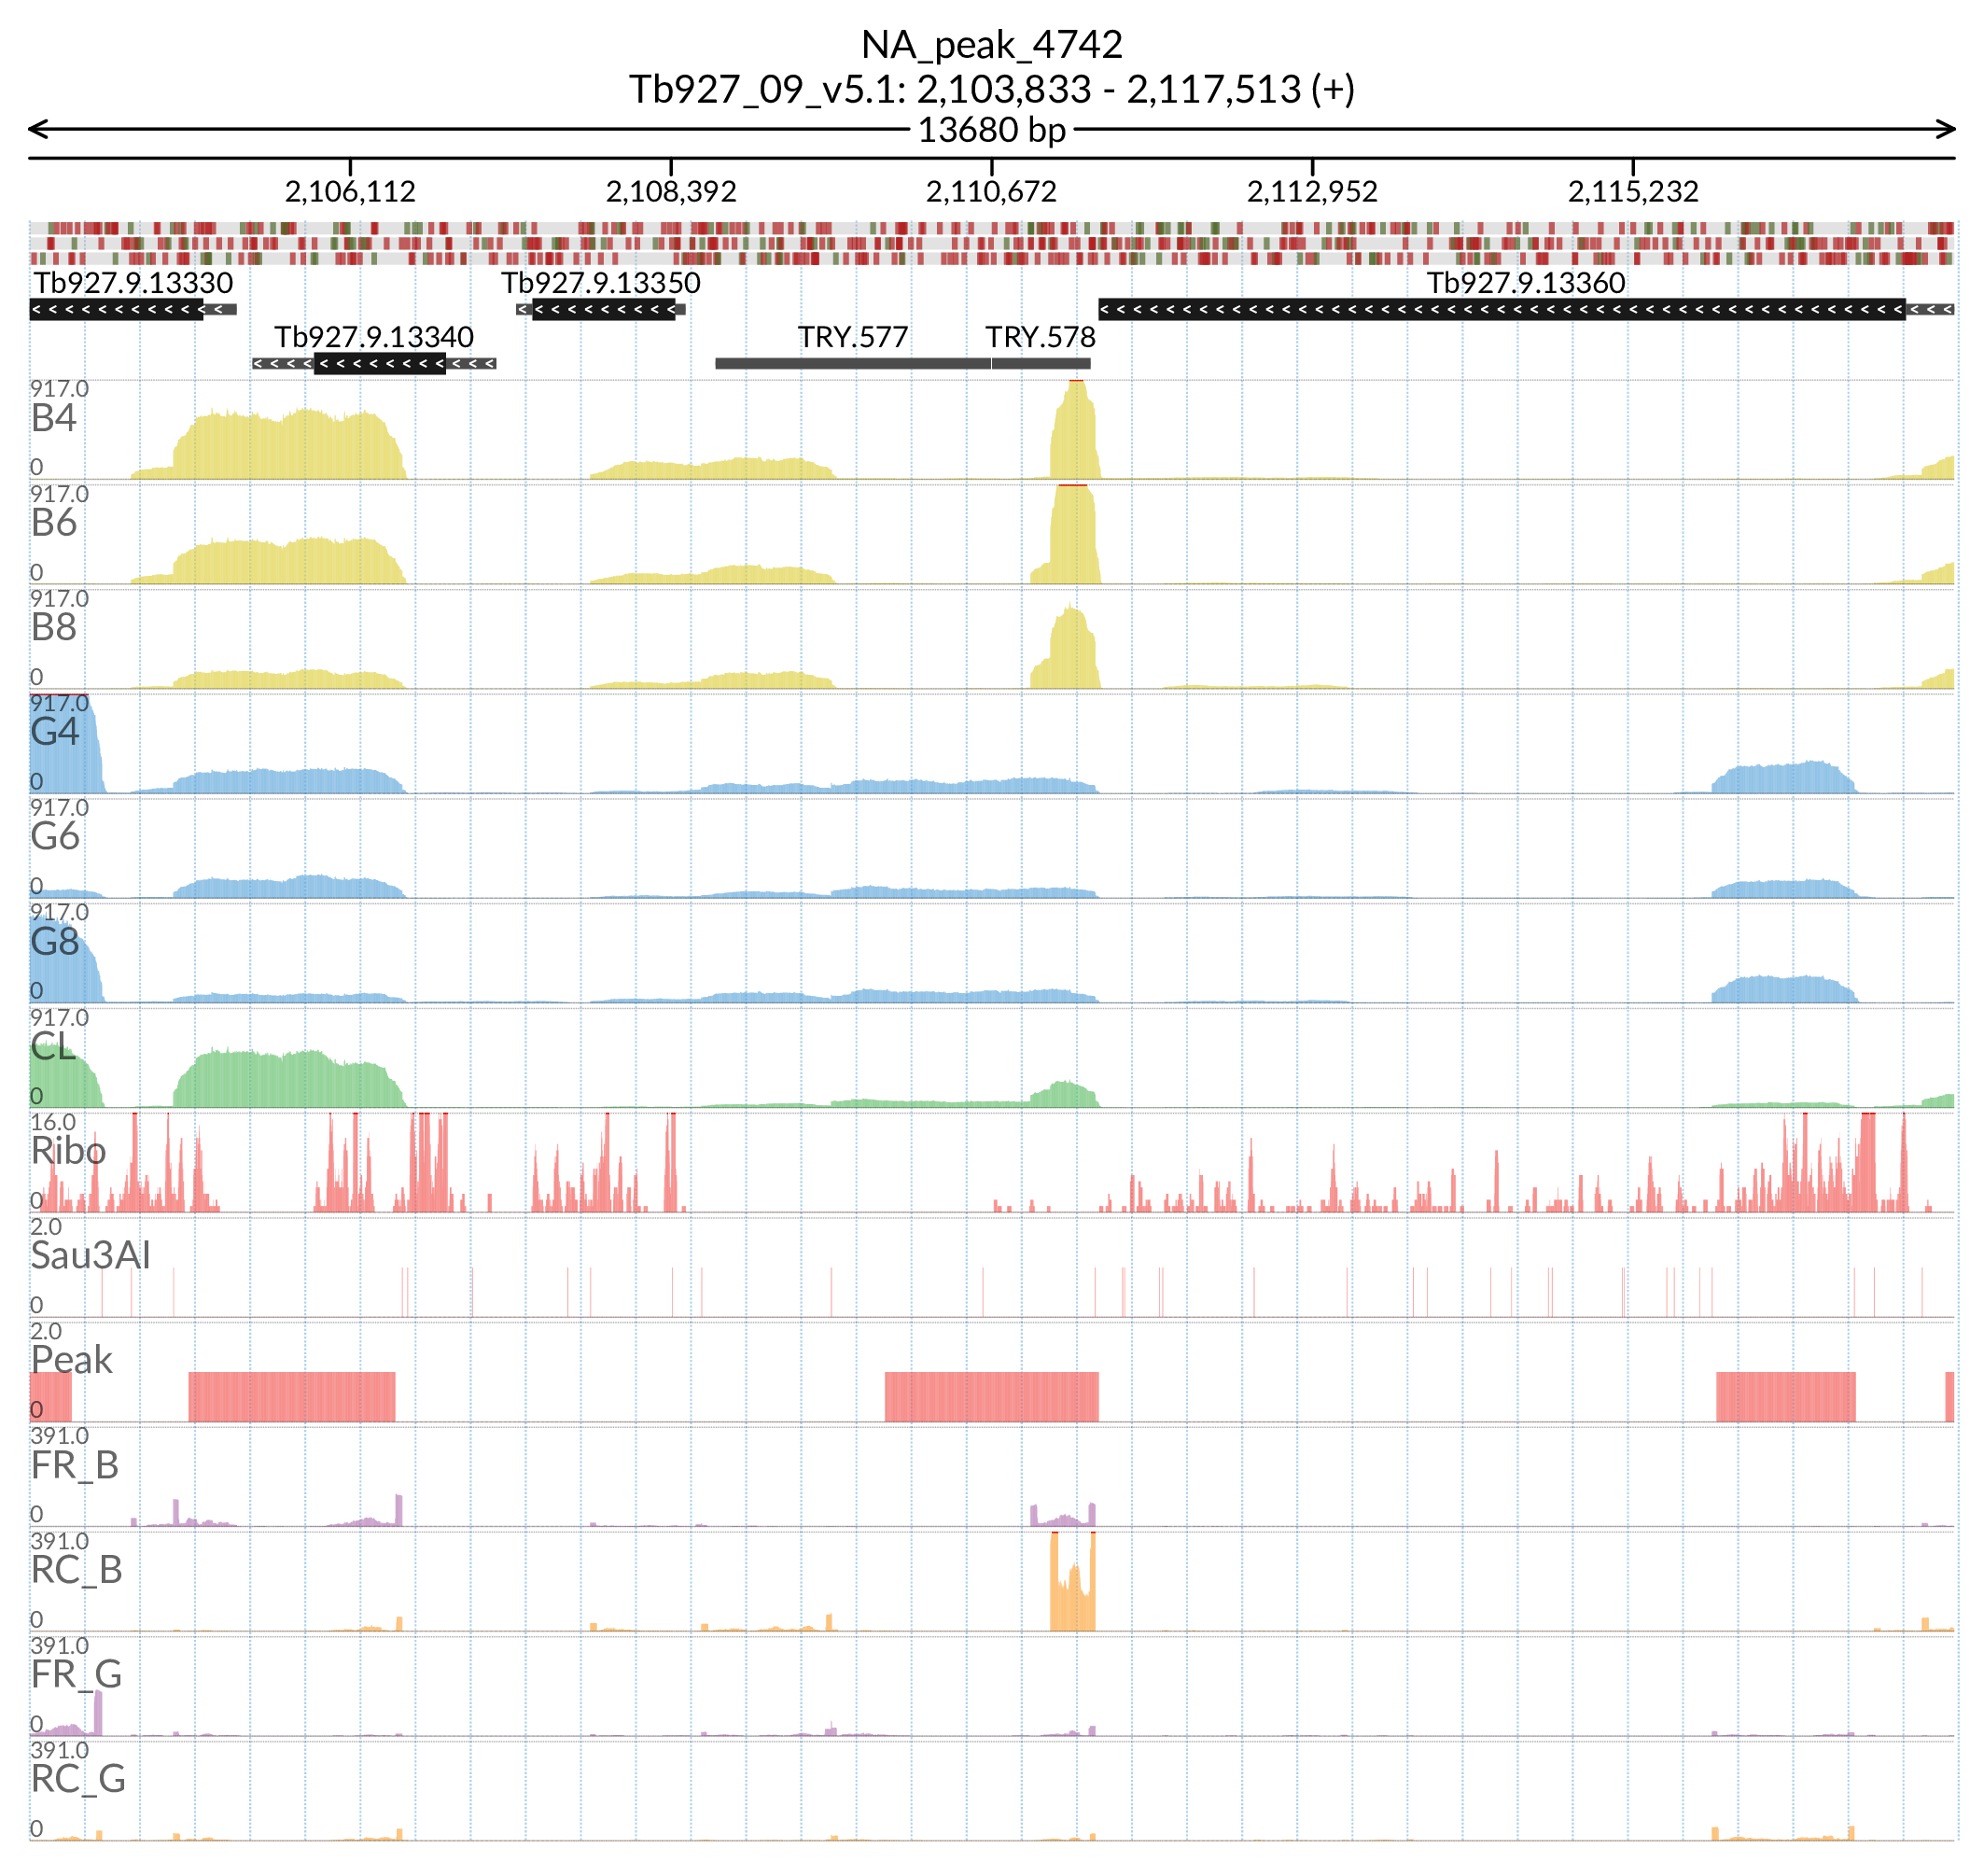 NA_peak_4742
Tb927_09_v5.1: 2,103,833 - 2,117,513 (+)
13680 bp
2,106,112 2,108,392 2,110,672 2,112,952 2,115,232
Tb927.9.13330 Tb927.9.13350 Tb927.9.13360
Tb927.9.13340 TRY.577 TRY.578
917.0
B4
0
917.0
B6
0
917.0
B8
0
917.0
G4
0
917.0
G6
0
917.0
G8
0
917.0
CL
0
16.0
Ribo
0
2.0
Sau3AI
0
2.0
Peak
0
391.0
FR_B
0
391.0
RC_B
0
391.0
FR_G
0
391.0
RC_G
0